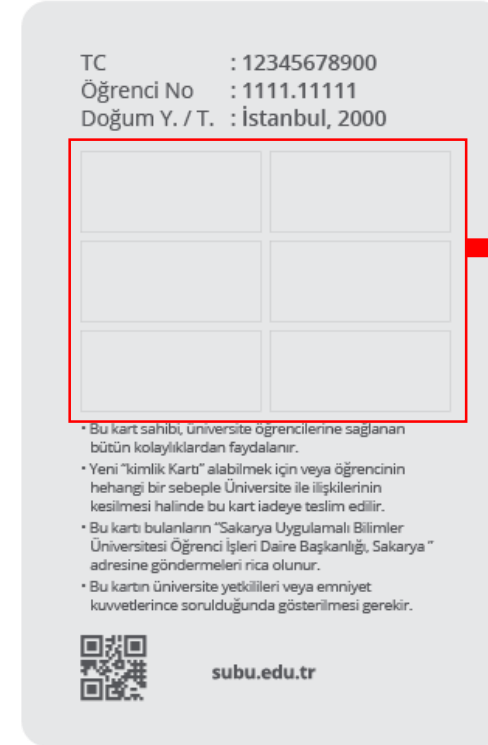 TC : 12345678900
Öğrenci No : 1111.11111
Doğum Y. / T. : İstanbul, 2000
• Bu kart sahibi, üniversite öğrencilerine sağlanan
bütün kolaylıklardan faydalanır.
• Yeni “kimlik Kartı” alabilmek için veya öğrencinin
hehangi bir sebeple Üniversite ile ilişkilerinin
kesilmesi halinde bu kart iadeye teslim edilir.
• Bu kartı bulanların “Sakarya Uygulamalı Bilimler
Üniversitesi Öğrenci İşleri Daire Başkanlığı, Sakarya ”
adresine göndermeleri rica olunur.
• Bu kartın üniversite yetkilileri veya emniyet
kuvvetlerince sorulduğunda gösterilmesi gerekir.
subu.edu.tr